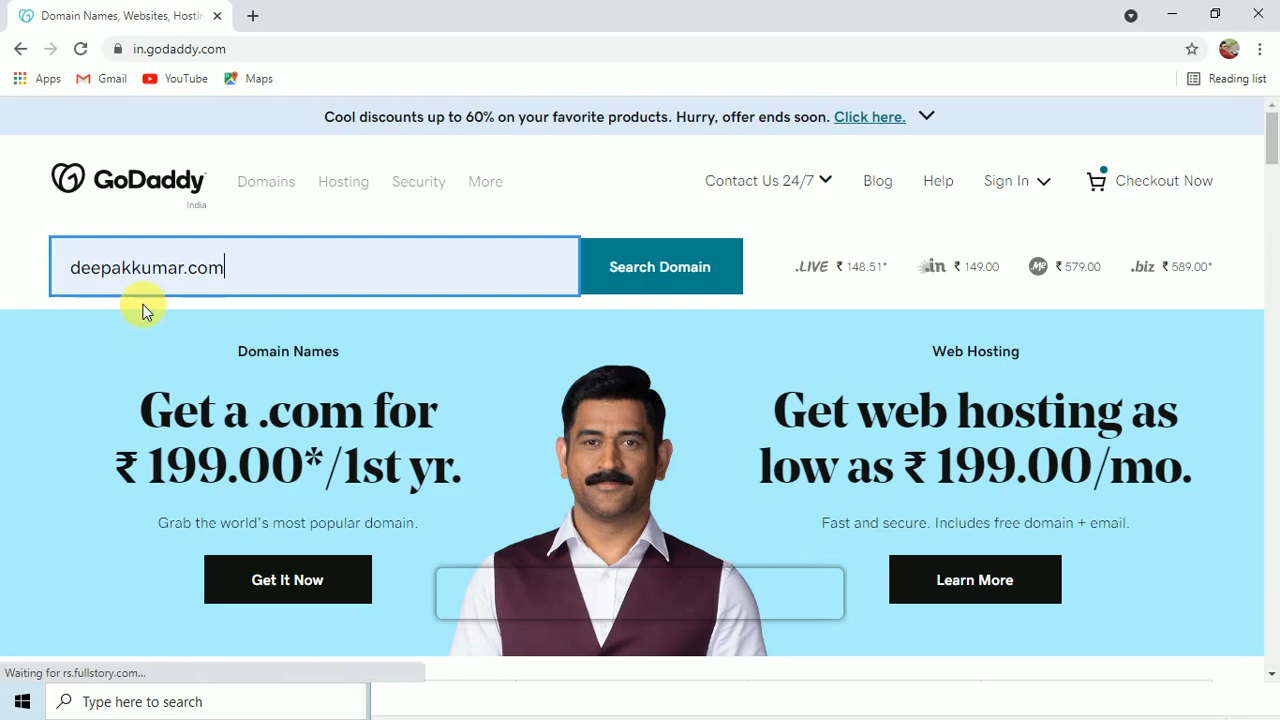 Domain Names, Websites, Hostin
in.godaddy.com
Apps Gmail YouTube Maps Reading list
Cool discounts up to 60% on your favorite products. Hurry, offer ends soon. Click here.
GoDaddy
India
Domains Hosting Security More
Contact Us 24/7 Blog Help Sign In Checkout Now
deepakkumar.com
Search Domain
.LIVE ₹ 148.51* .in ₹ 149.00 .Me ₹ 579.00 .biz ₹ 589.00*
Domain Names
Get a .com for
₹ 199.00*/1st yr.
Grab the world's most popular domain.
Get It Now
Web Hosting
Get web hosting as
low as ₹ 199.00/mo.
Fast and secure. Includes free domain + email.
Learn More
Waiting for rs.fullstory.com...
Type here to search